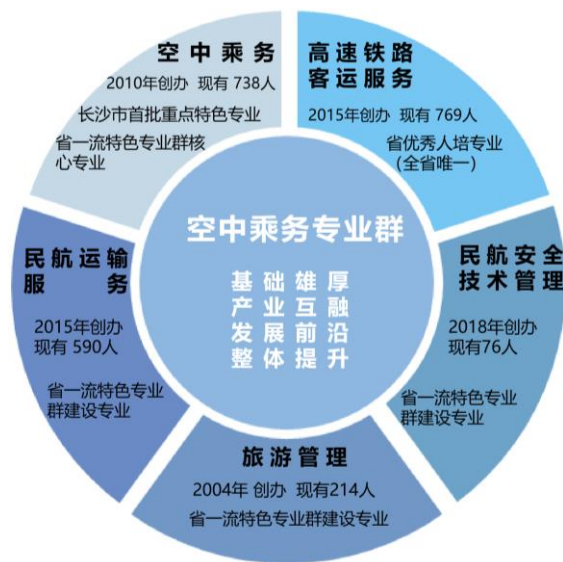 空中乘务
2010年创办 现有 738人
长沙市首批重点特色专业
省一流特色专业群核
心专业
高速铁路
客运服务
2015年创办 现有 769人
省优秀人培专业
（全省唯一）
民航安全
技术管理
2018年创办
现有76人
省一流特色专业
群建设专业
旅游管理
2004年 创办 现有214人
省一流特色专业群建设专业
民航运输
服务
2015年创办
现有 590人
省一流特色专业
群建设专业
空中乘务专业群
基础雄厚
产业互融
发展前沿
整体提升